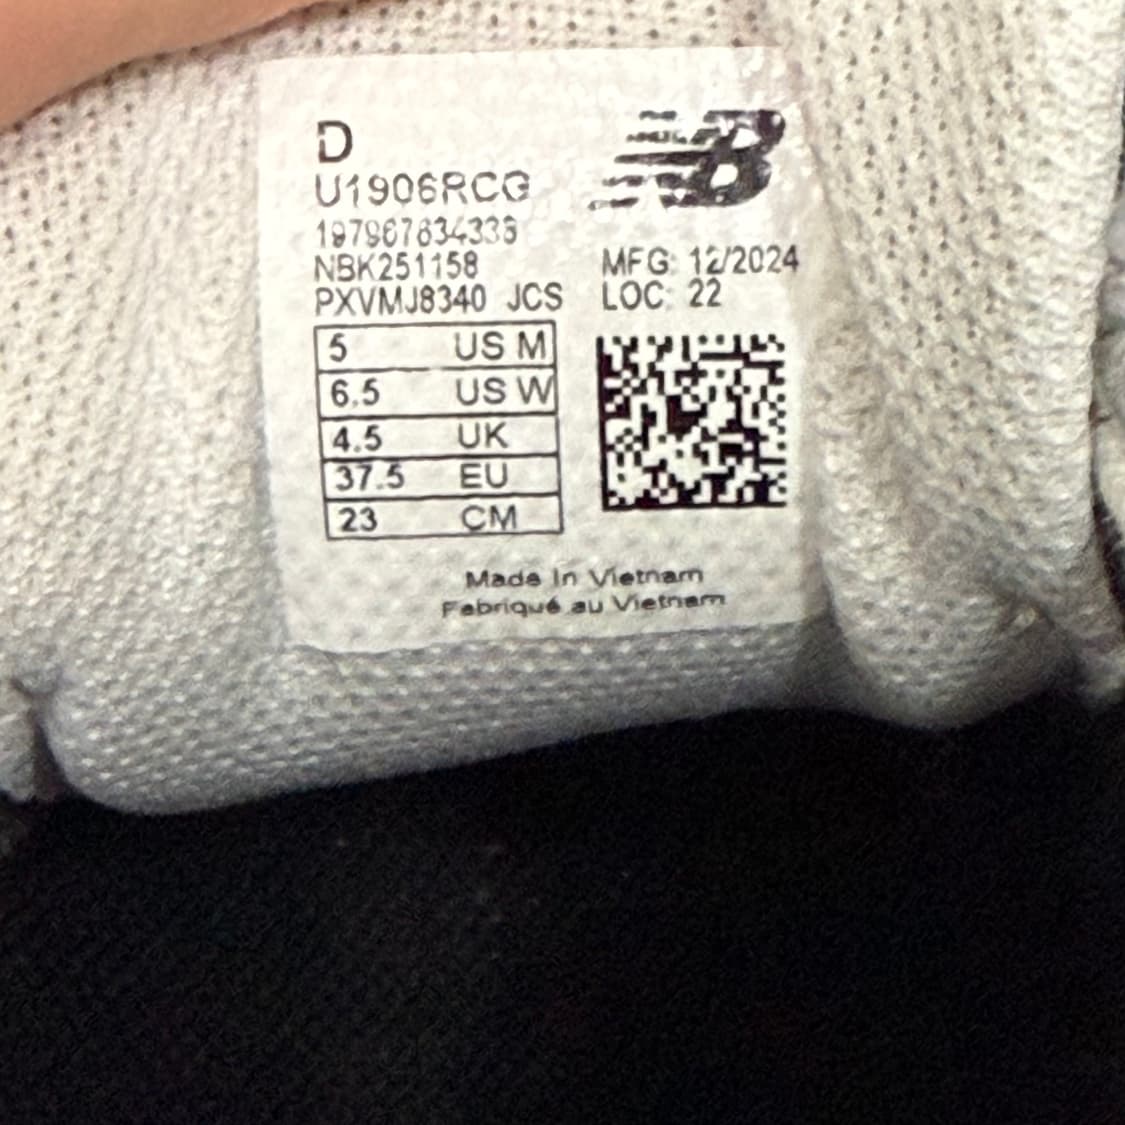 D
U1906RCG
NBK251158
PXVMJ8340 JCS
MFG: 12/2024
LOC: 22
5 US M
6.5 US W
4.5 UK
37.5 EU
23 CM
Made In Vietnam
Fabriqué au Vietnam